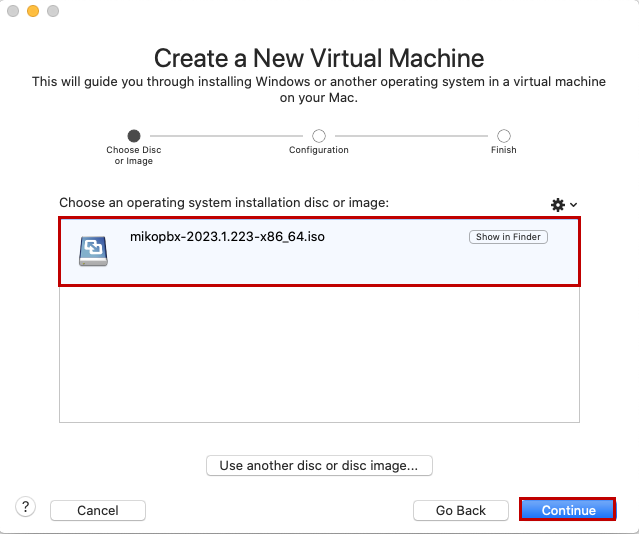 Create a New Virtual Machine
This will guide you through installing Windows or another operating system in a virtual machine
on your Mac.
Choose Disc
or Image
Configuration
Finish
Choose an operating system installation disc or image:
mikopbx-2023.1.223-x86_64.iso
Show in Finder
Use another disc or disc image...
?
Cancel
Go Back
Continue